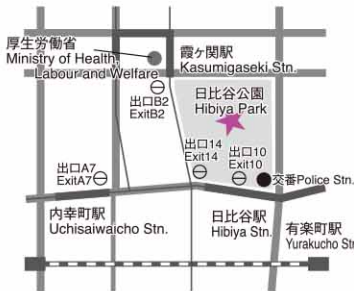 厚生労働省
Ministry of Health,
Labour and Welfare
霞ヶ関駅
Kasumigaseki Stn.
出口B2
ExitB2
日比谷公園
Hibiya Park
出口14
Exit14
出口10
Exit10
出口A7
ExitA7
交番Police Stn.
内幸町駅
Uchisaiwaicho Stn.
日比谷駅
Hibiya Stn.
有楽町駅
Yurakucho Stn.